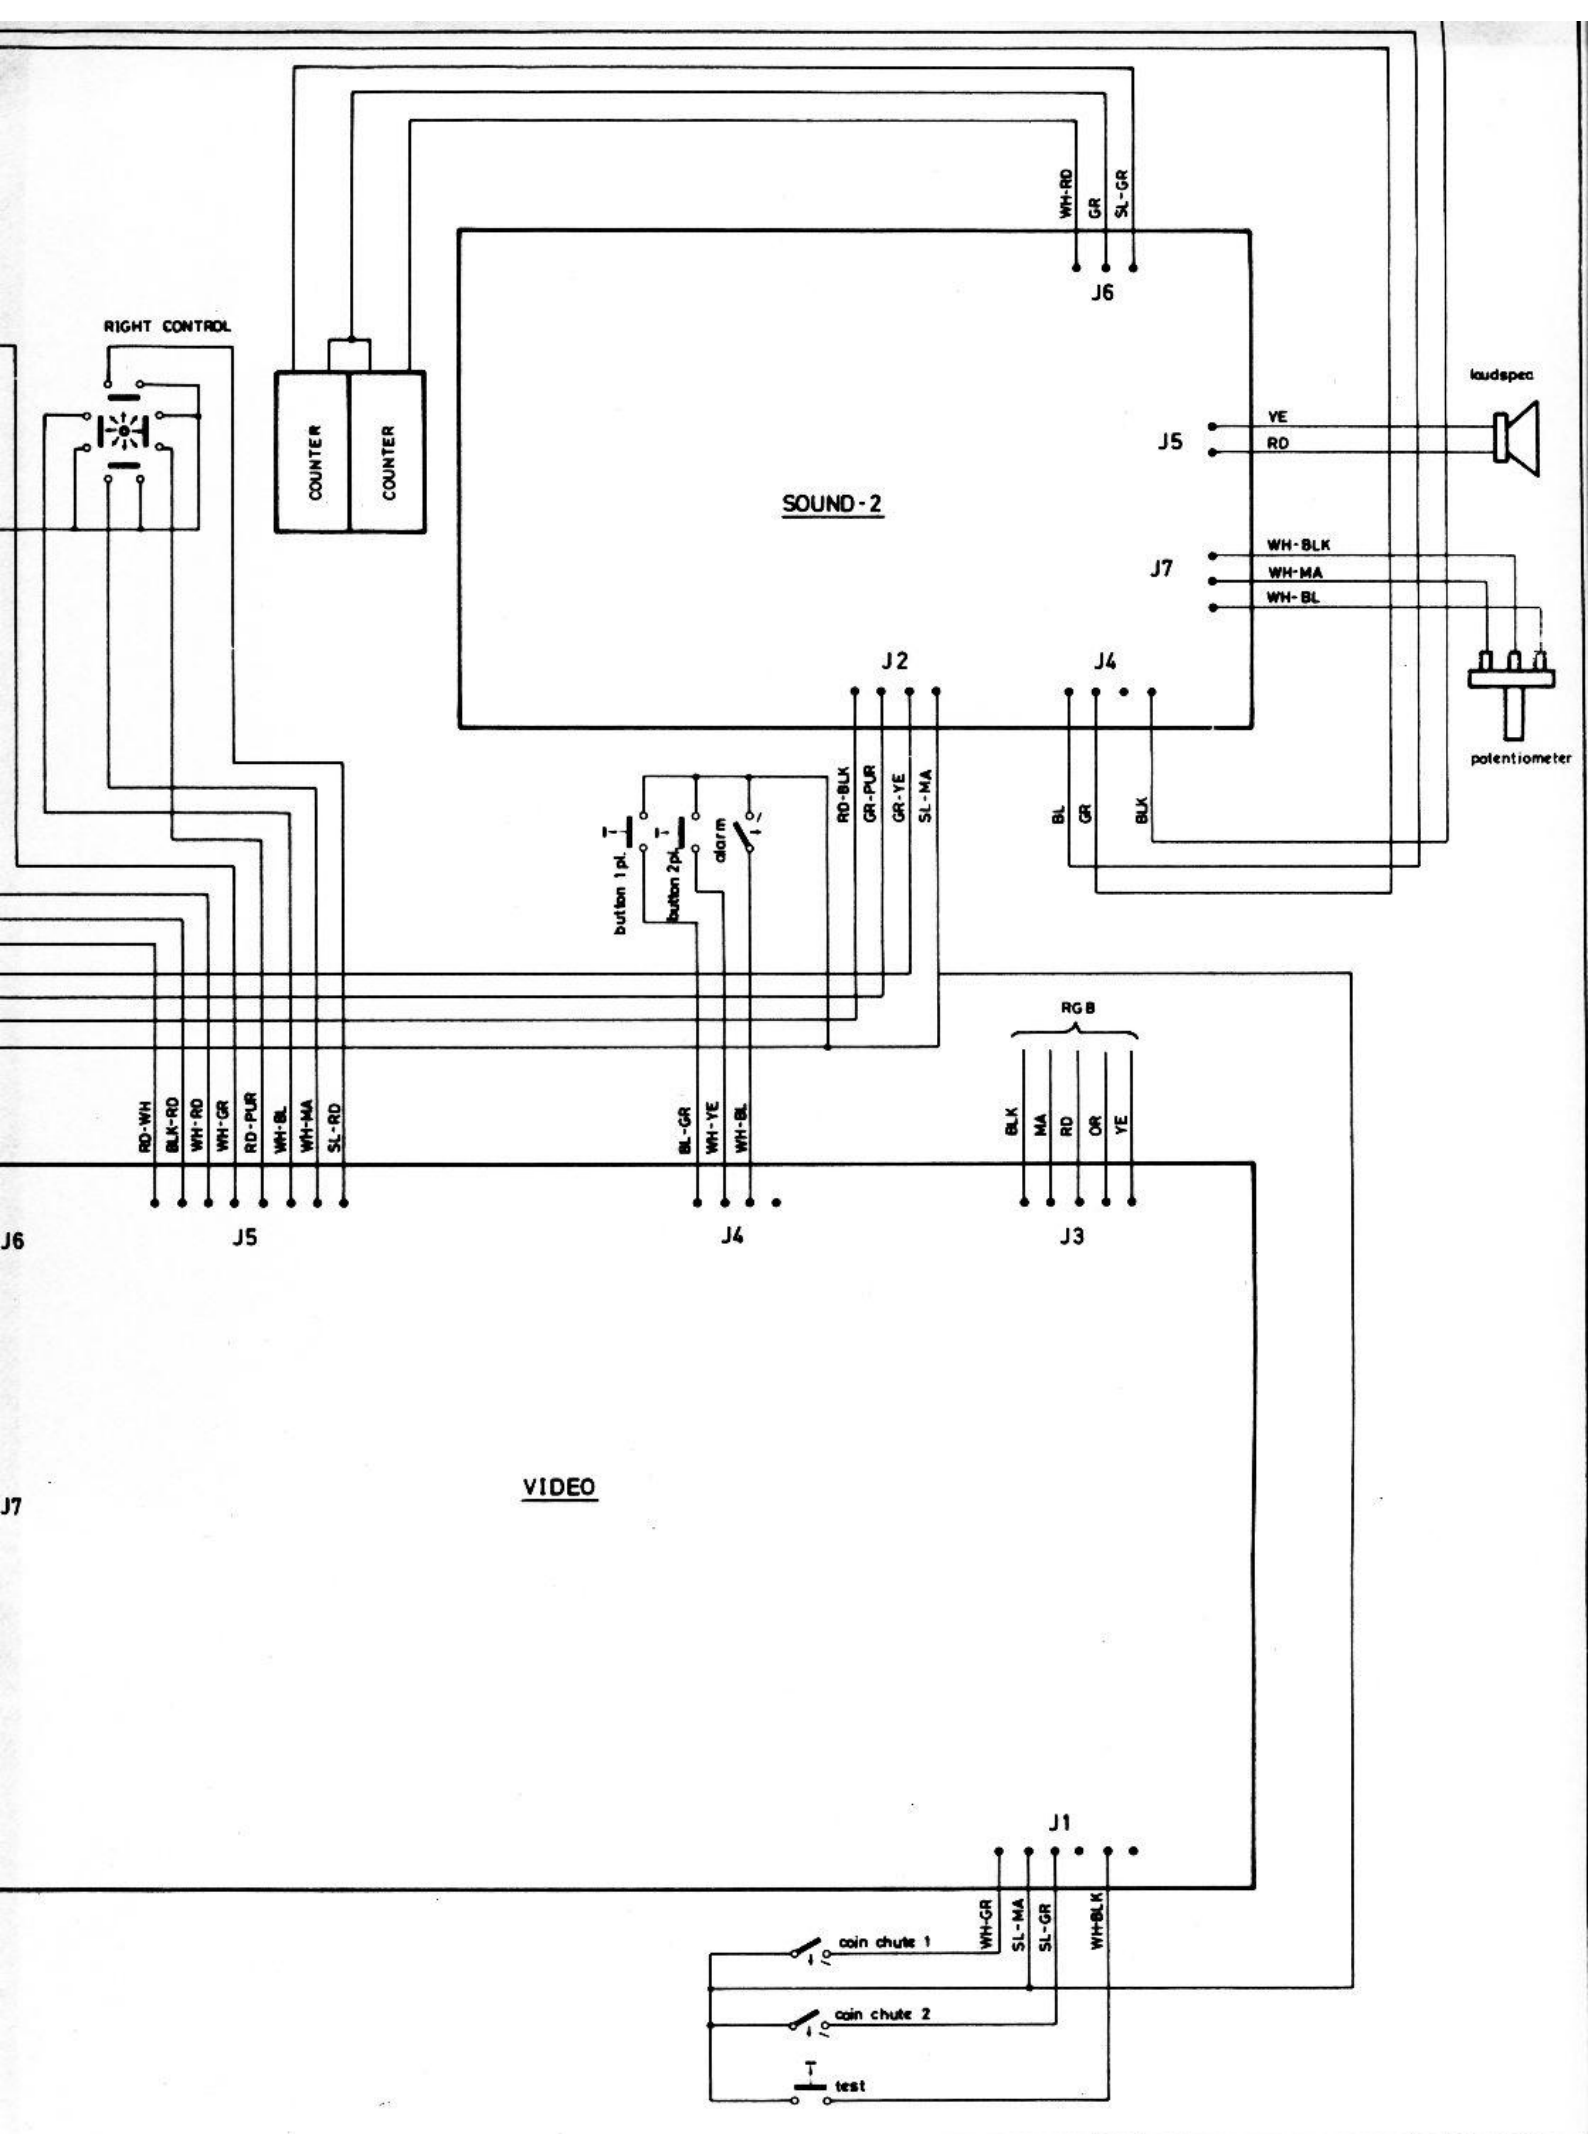 WH-RD
GR
SL-GR
J6
RIGHT CONTROL
loudspea
COUNTER
COUNTER
YE
J5
RD
SOUND-2
WH-BLK
J7
WH-MA
WH-BL
J2
J4
potentiometer
RD-BLK
GR-PUR
GR-YE
SL-MA
BL
GR
BLK
button 1 pl.
button 2pl.
alarm
RGB
RD-WH
BLK-RD
WH-RD
WH-GR
RD-PUR
WH-BL
WH-MA
SL-RD
BL-GR
WH-YE
WH-BL
BLK
MA
RD
OR
YE
J6
J5
J4
J3
VIDEO
J7
J1
WH-GR
SL-MA
SL-GR
WH-BLK
coin chute 1
coin chute 2
test